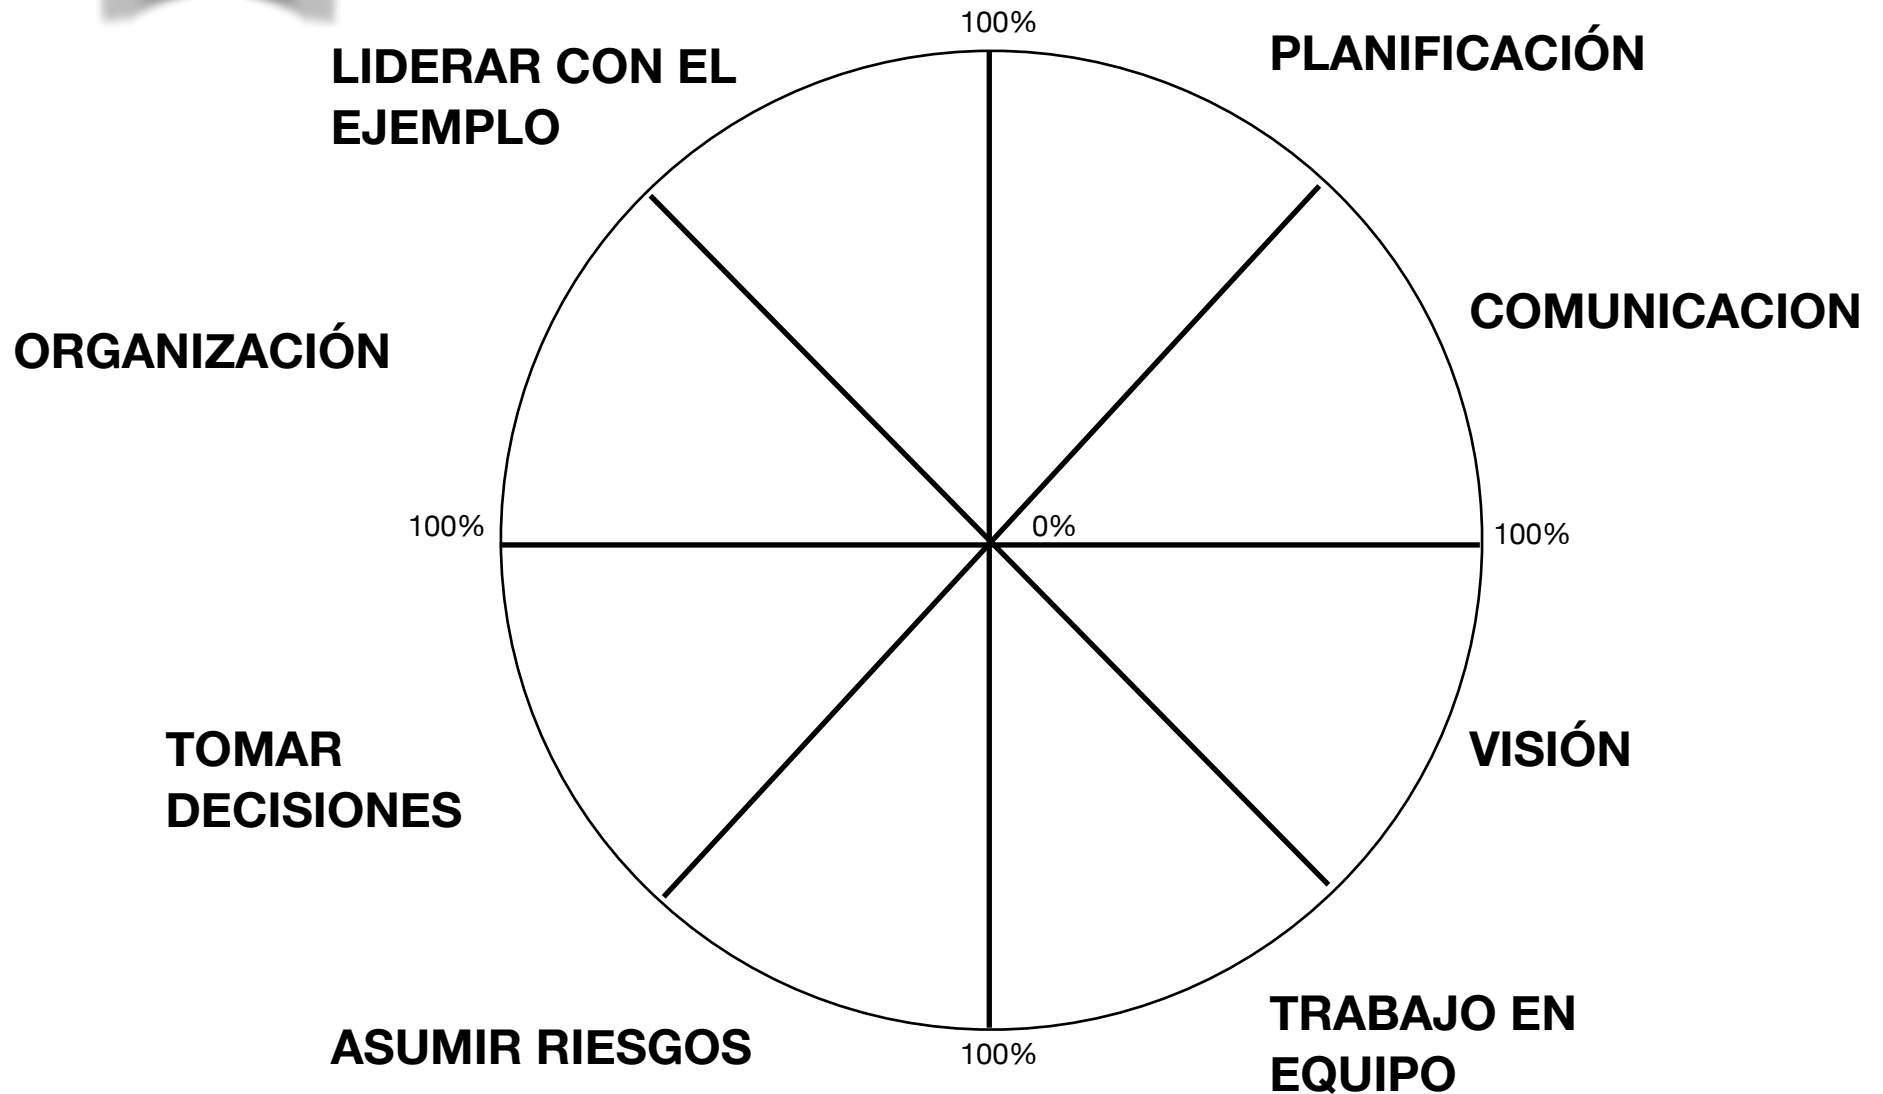 100%
LIDERAR CON EL
EJEMPLO
PLANIFICACIÓN
COMUNICACION
ORGANIZACIÓN
100%
0%
100%
TOMAR
DECISIONES
VISIÓN
ASUMIR RIESGOS
100%
TRABAJO EN
EQUIPO